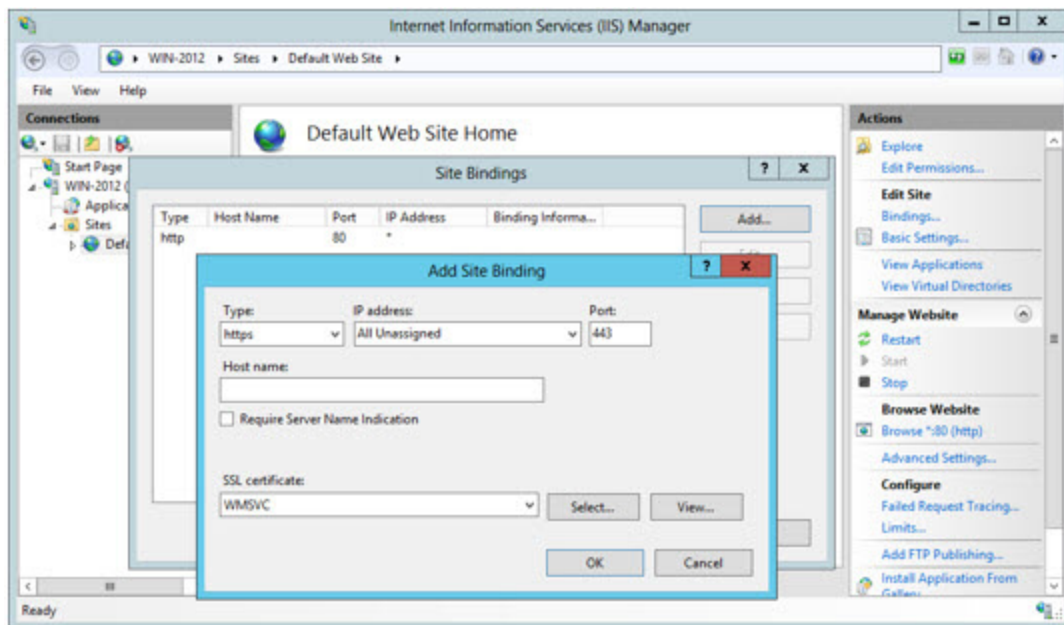 Internet Information Services (IIS) Manager
WIN-2012 Sites Default Web Site
File View Help
Connections
Start Page
WIN-2012 (
Applica
Sites
Defa
Default Web Site Home
Site Bindings
Type Host Name Port IP Address Binding Informa...
http 80 *
Add...
Add Site Binding
Type: IP address: Port:
https All Unassigned 443
Host name:
Require Server Name Indication
SSL certificate:
WMSVC Select... View...
OK Cancel
Actions
Explore
Edit Permissions...
Edit Site
Bindings...
Basic Settings...
View Applications
View Virtual Directories
Manage Website
Restart
Start
Stop
Browse Website
Browse *:80 (http)
Advanced Settings...
Configure
Failed Request Tracing...
Limits...
Add FTP Publishing...
Install Application From
Gallery
Ready